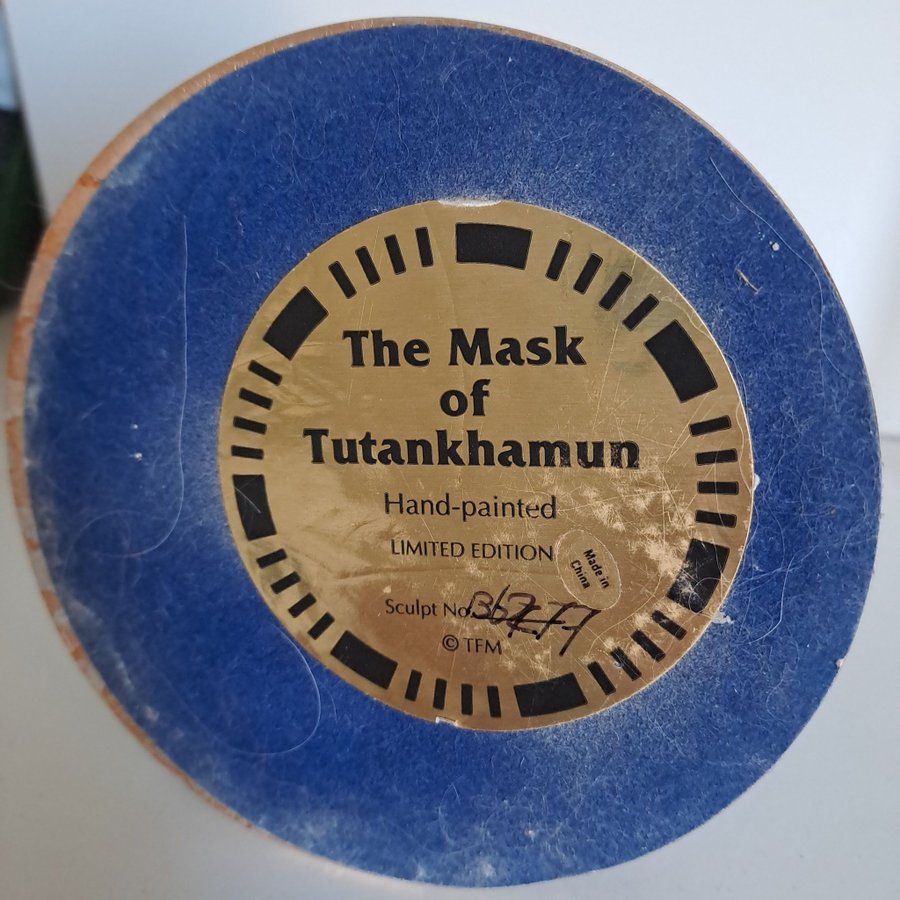 The Mask
of
Tutankhamun
Hand-painted
LIMITED EDITION
Made in
China
Sculpt No
© TFM